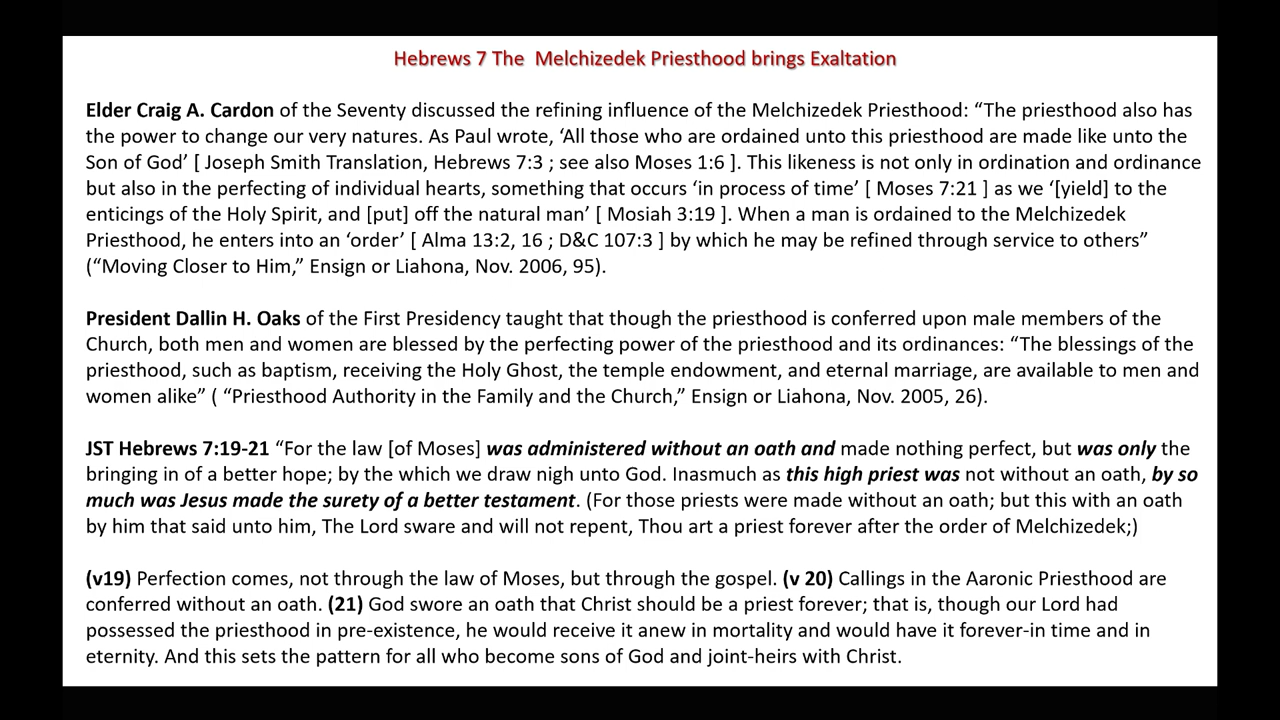 Hebrews 7 The  Melchizedek Priesthood brings Exaltation
Elder Craig A. Cardon of the Seventy discussed the refining influence of the Melchizedek Priesthood: “The priesthood also has
the power to change our very natures. As Paul wrote, ‘All those who are ordained unto this priesthood are made like unto the
Son of God’ [ Joseph Smith Translation, Hebrews 7:3 ; see also Moses 1:6 ]. This likeness is not only in ordination and ordinance
but also in the perfecting of individual hearts, something that occurs ‘in process of time’ [ Moses 7:21 ] as we ‘[yield] to the
enticings of the Holy Spirit, and [put] off the natural man’ [ Mosiah 3:19 ]. When a man is ordained to the Melchizedek
Priesthood, he enters into an ‘order’ [ Alma 13:2, 16 ; D&C 107:3 ] by which he may be refined through service to others”
(“Moving Closer to Him,” Ensign or Liahona, Nov. 2006, 95).
President Dallin H. Oaks of the First Presidency taught that though the priesthood is conferred upon male members of the
Church, both men and women are blessed by the perfecting power of the priesthood and its ordinances: “The blessings of the
priesthood, such as baptism, receiving the Holy Ghost, the temple endowment, and eternal marriage, are available to men and
women alike” ( “Priesthood Authority in the Family and the Church,” Ensign or Liahona, Nov. 2005, 26).
JST Hebrews 7:19-21 “For the law [of Moses] was administered without an oath and made nothing perfect, but was only the
bringing in of a better hope; by the which we draw nigh unto God. Inasmuch as this high priest was not without an oath, by so
much was Jesus made the surety of a better testament. (For those priests were made without an oath; but this with an oath
by him that said unto him, The Lord sware and will not repent, Thou art a priest forever after the order of Melchizedek;)
(v19) Perfection comes, not through the law of Moses, but through the gospel. (v 20) Callings in the Aaronic Priesthood are
conferred without an oath. (21) God swore an oath that Christ should be a priest forever; that is, though our Lord had
possessed the priesthood in pre-existence, he would receive it anew in mortality and would have it forever-in time and in
eternity. And this sets the pattern for all who become sons of God and joint-heirs with Christ.